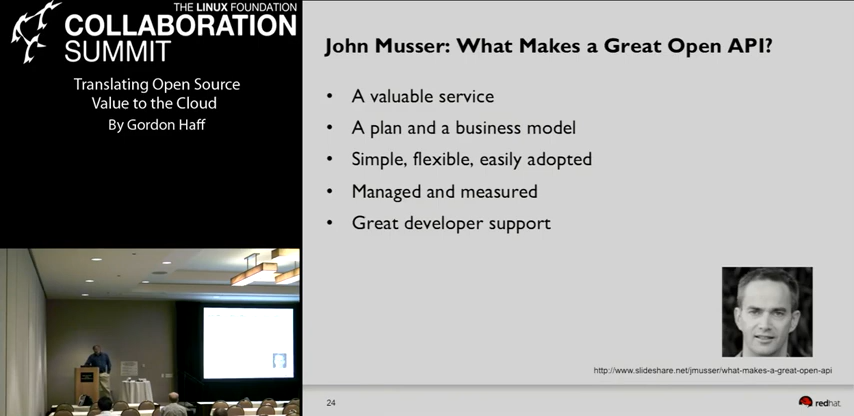 THE LINUX FOUNDATION
COLLABORATION
SUMMIT
Translating Open Source
Value to the Cloud
By Gordon Haff
John Musser: What Makes a Great Open API?
• A valuable service
• A plan and a business model
• Simple, flexible, easily adopted
• Managed and measured
• Great developer support
http://www.slideshare.net/jmusser/what-makes-a-great-open-api
24
redhat